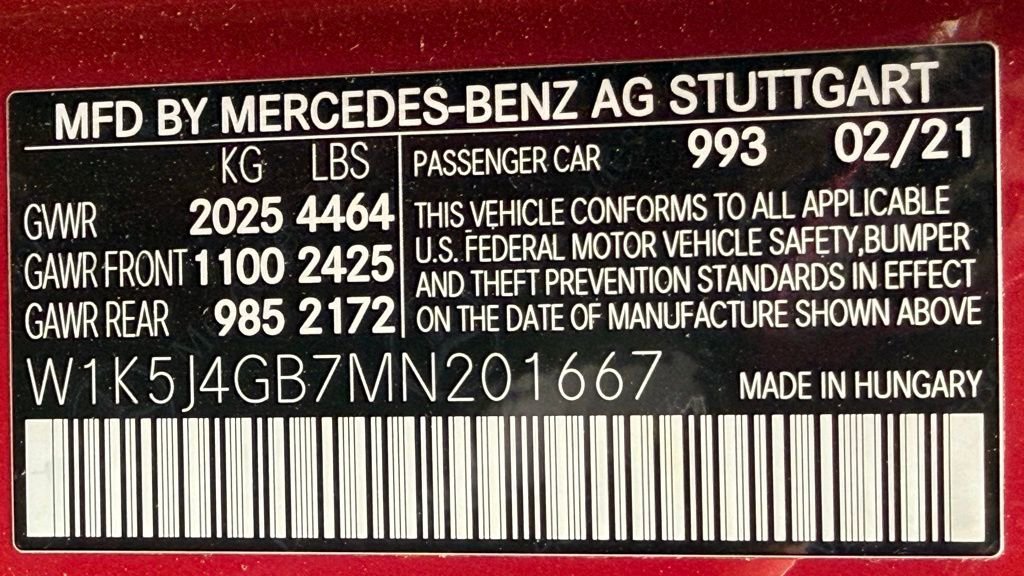 MFD BY MERCEDES-BENZ AG STUTTGART
KG LBS
GVWR 2025 4464
GAWR FRONT 1100 2425
GAWR REAR 985 2172
PASSENGER CAR 993 02/21
THIS VEHICLE CONFORMS TO ALL APPLICABLE
U.S. FEDERAL MOTOR VEHICLE SAFETY,BUMPER
AND THEFT PREVENTION STANDARDS IN EFFECT
ON THE DATE OF MANUFACTURE SHOWN ABOVE
W1K5J4GB7MN201667
MADE IN HUNGARY